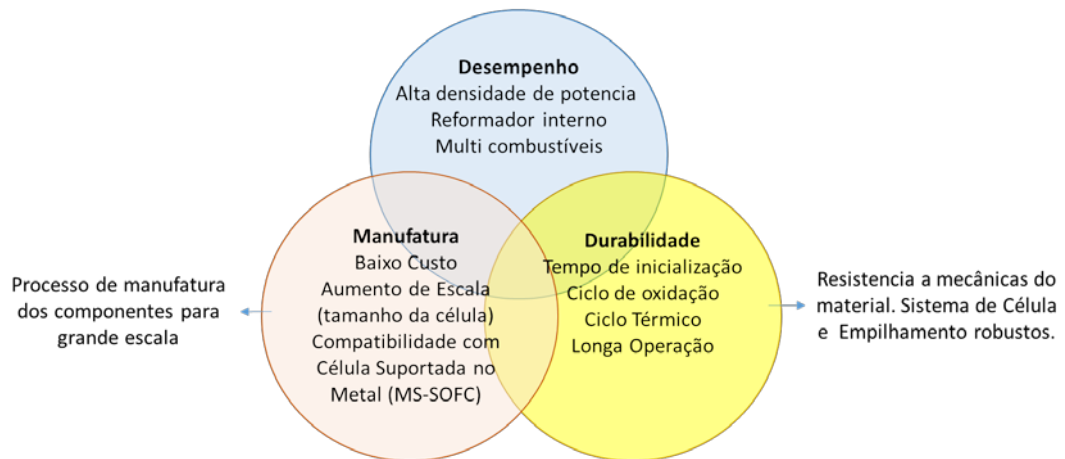 Desempenho
Alta densidade de potencia
Reformador interno
Multi combustíveis
Manufatura
Baixo Custo
Aumento de Escala
(tamanho da célula)
Compatibilidade com
Célula Suportada no
Metal (MS-SOFC)
Durabilidade
Tempo de inicialização
Ciclo de oxidação
Ciclo Térmico
Longa Operação
Processo de manufatura
dos componentes para
grande escala
Resistencia a mecânicas do
material. Sistema de Célula
e Empilhamento robustos.